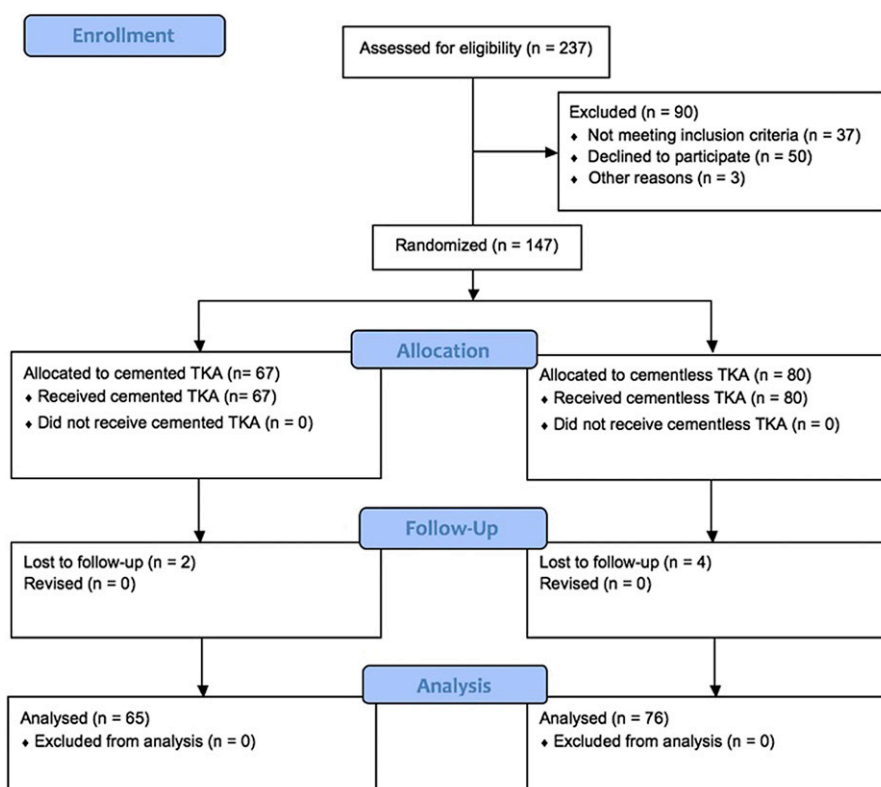 Enrollment
Assessed for eligibility (n = 237)
Excluded (n = 90)
♦ Not meeting inclusion criteria (n = 37)
♦ Declined to participate (n = 50)
♦ Other reasons (n = 3)
Randomized (n = 147)
Allocation
Allocated to cemented TKA (n= 67)
♦ Received cemented TKA (n= 67)
♦ Did not receive cemented TKA (n = 0)
Allocated to cementless TKA (n = 80)
♦ Received cementless TKA (n = 80)
♦ Did not receive cementless TKA (n = 0)
Follow-Up
Lost to follow-up (n = 2)
Revised (n = 0)
Lost to follow-up (n = 4)
Revised (n = 0)
Analysis
Analysed (n = 65)
♦ Excluded from analysis (n = 0)
Analysed (n = 76)
♦ Excluded from analysis (n = 0)